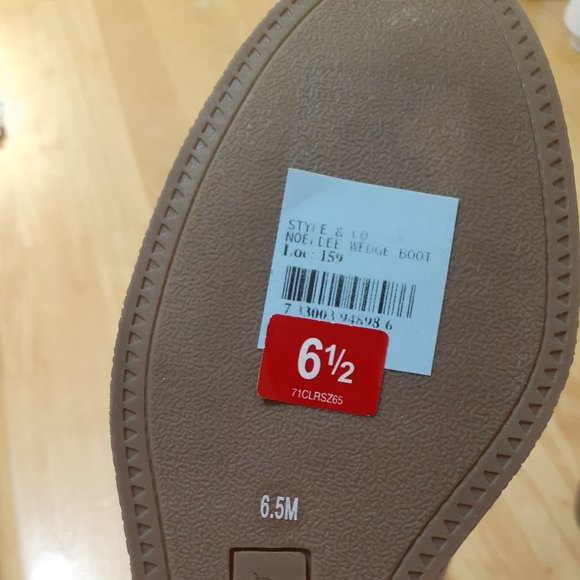 STYLE & CO
NOELLEE WEDGE BOOT
Loc: 159
7 33003 94898 6
6½
71CLRSZ65
6.5M